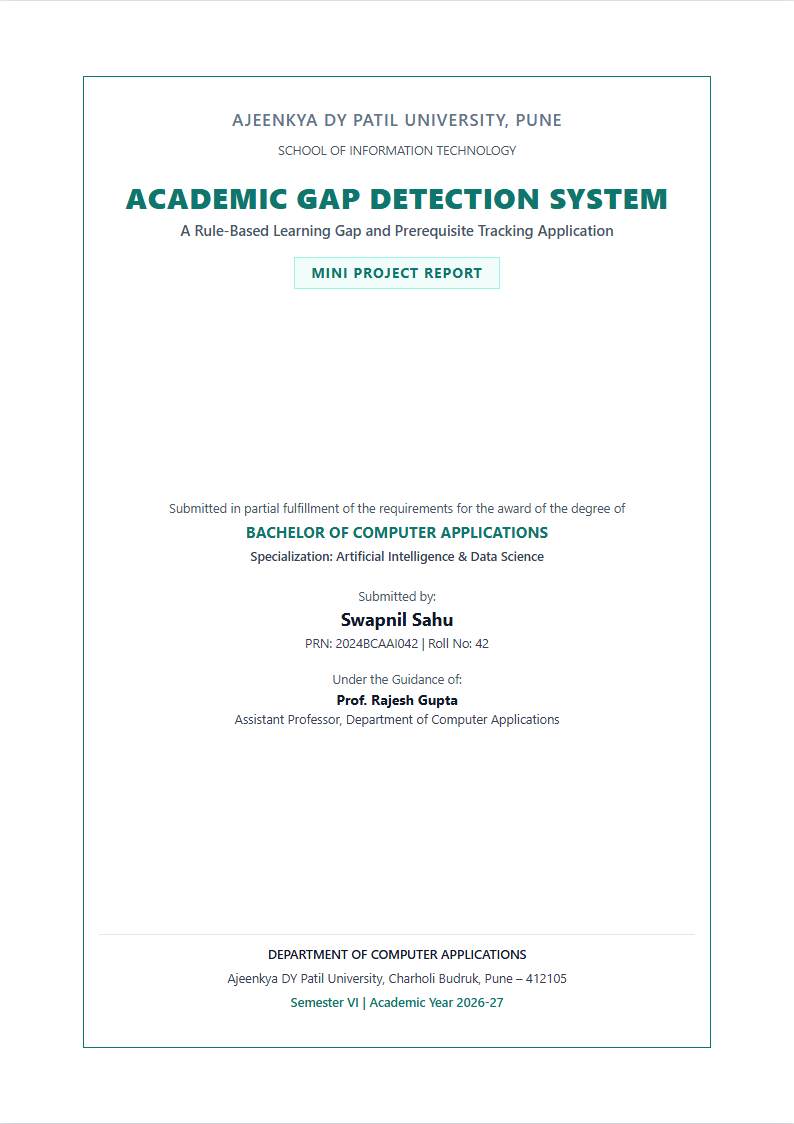 AJEENKYA DY PATIL UNIVERSITY, PUNE
SCHOOL OF INFORMATION TECHNOLOGY
ACADEMIC GAP DETECTION SYSTEM
A Rule-Based Learning Gap and Prerequisite Tracking Application
MINI PROJECT REPORT
Submitted in partial fulfillment of the requirements for the award of the degree of
BACHELOR OF COMPUTER APPLICATIONS
Specialization: Artificial Intelligence & Data Science
Submitted by:
Swapnil Sahu
PRN: 2024BCAAI042 | Roll No: 42
Under the Guidance of:
Prof. Rajesh Gupta
Assistant Professor, Department of Computer Applications
DEPARTMENT OF COMPUTER APPLICATIONS
Ajeenkya DY Patil University, Charholi Budruk, Pune – 412105
Semester VI | Academic Year 2026-27